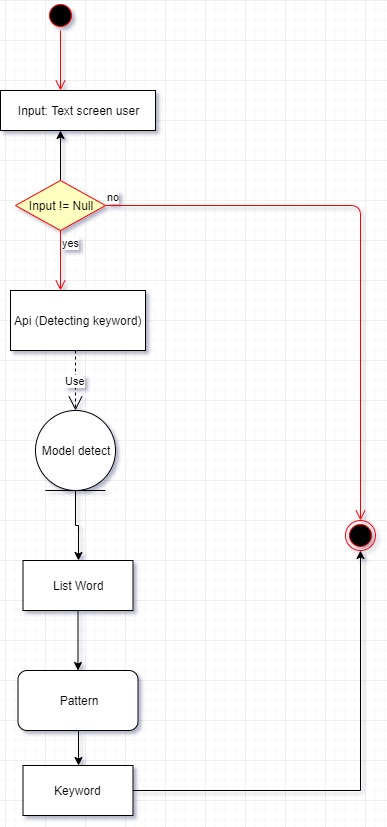 Input: Text screen user
Input != Null
no
yes
Api (Detecting keyword)
Use
Model detect
List Word
Pattern
Keyword